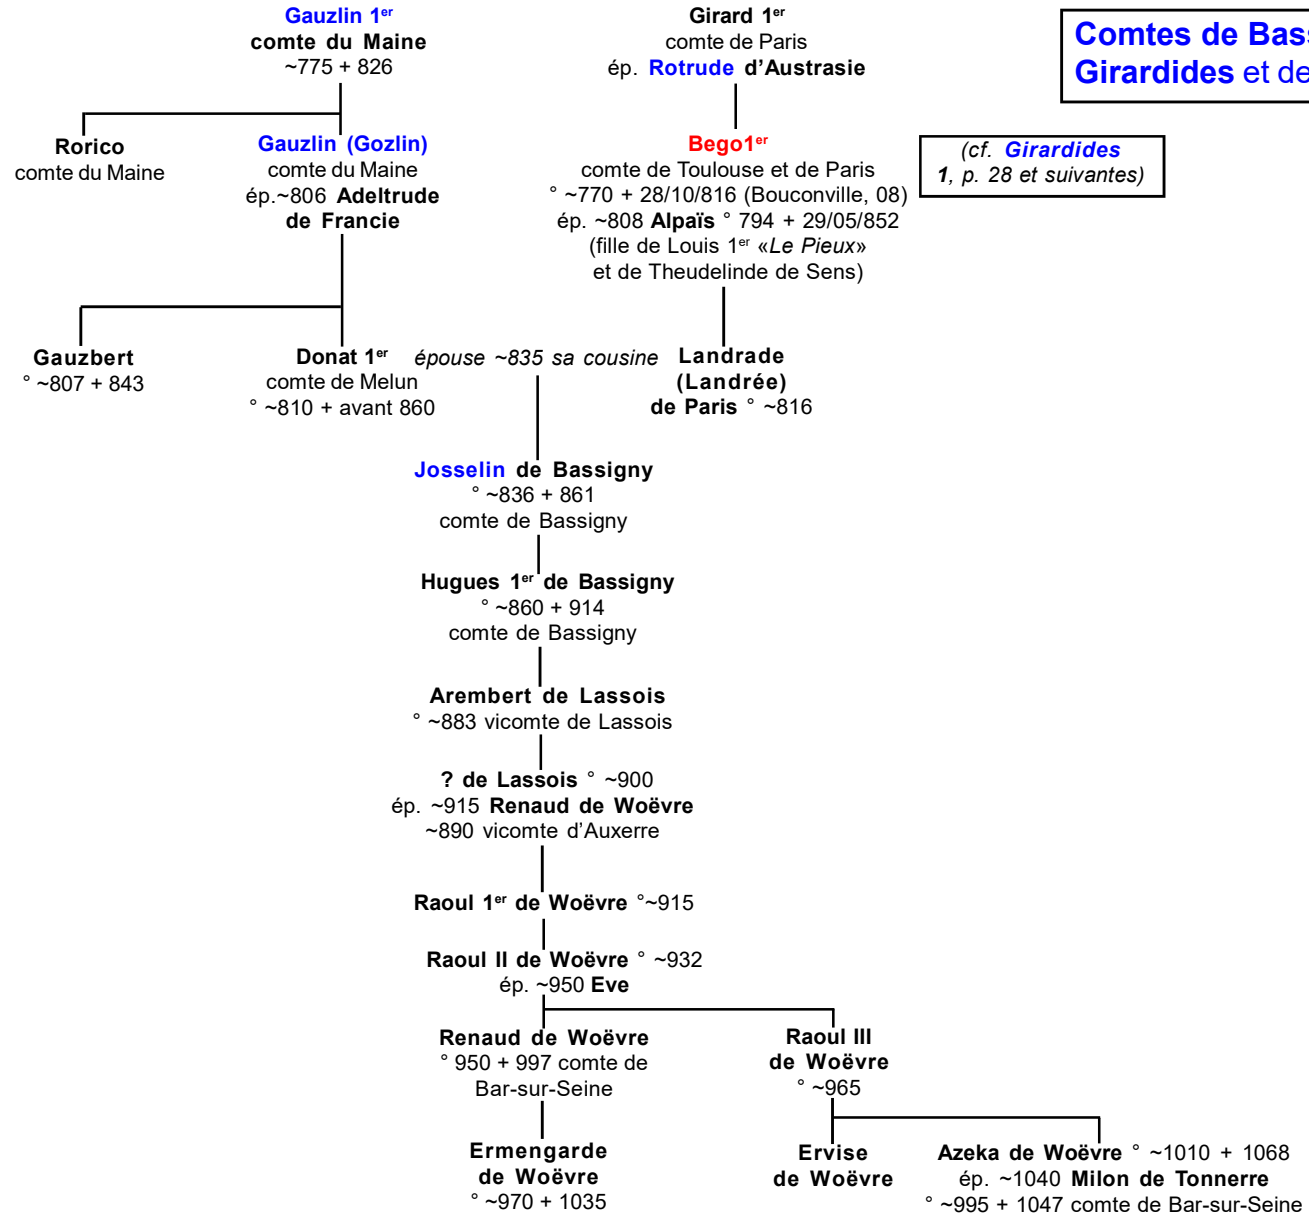 Gauzlin 1er
comte du Maine
~775 + 826
Girard 1er
comte de Paris
ép. Rotrude d'Austrasie
Comtes de Bass
Girardides et de
Rorico
comte du Maine
Gauzlin (Gozlin)
comte du Maine
ép.~806 Adeltrude
de Francie
Bego1er
comte de Toulouse et de Paris
° ~770 + 28/10/816 (Bouconville, 08)
ép. ~808 Alpaïs ° 794 + 29/05/852
(fille de Louis 1er «Le Pieux»
et de Theudelinde de Sens)
(cf. Girardides
1, p. 28 et suivantes)
Gauzbert
° ~807 + 843
Donat 1er
comte de Melun
° ~810 + avant 860
épouse ~835 sa cousine
Landrade
(Landrée)
de Paris ° ~816
Josselin de Bassigny
° ~836 + 861
comte de Bassigny
Hugues 1er de Bassigny
° ~860 + 914
comte de Bassigny
Arembert de Lassois
° ~883 vicomte de Lassois
? de Lassois ° ~900
ép. ~915 Renaud de Woëvre
~890 vicomte d'Auxerre
Raoul 1er de Woëvre °~915
Raoul II de Woëvre ° ~932
ép. ~950 Eve
Renaud de Woëvre
° 950 + 997 comte de
Bar-sur-Seine
Raoul III
de Woëvre
° ~965
Ermengarde
de Woëvre
° ~970 + 1035
Ervise
de Woëvre
Azeka de Woëvre ° ~1010 + 1068
ép. ~1040 Milon de Tonnerre
° ~995 + 1047 comte de Bar-sur-Seine